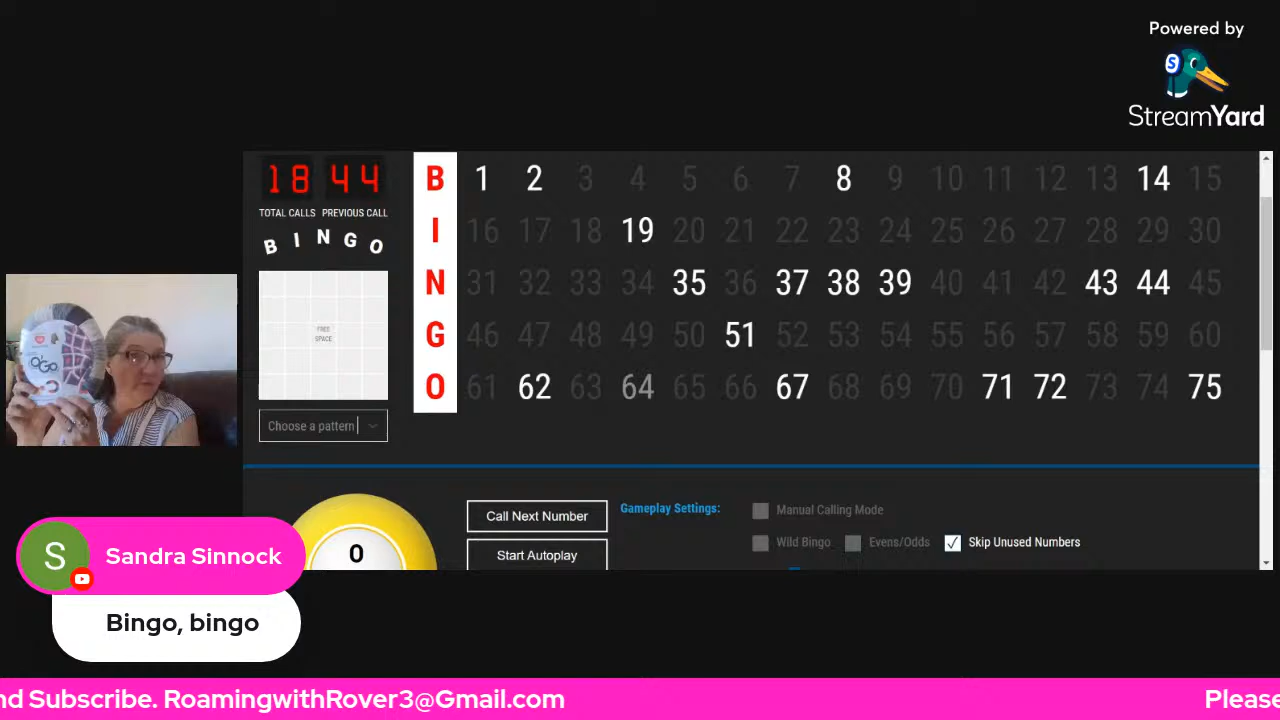 Powered by
StreamYard
18 44
TOTAL CALLS PREVIOUS CALL
BINGO
FREE
SPACE
Choose a pattern
B 1 2 3 4 5 6 7 8 9 10 11 12 13 14 15
I 16 17 18 19 20 21 22 23 24 25 26 27 28 29 30
N 31 32 33 34 35 36 37 38 39 40 41 42 43 44 45
G 46 47 48 49 50 51 52 53 54 55 56 57 58 59 60
O 61 62 63 64 65 66 67 68 69 70 71 72 73 74 75
O
Call Next Number
Start Autoplay
Gameplay Settings:
Manual Calling Mode
Wild Bingo
Evens/Odds
Skip Unused Numbers
S
Sandra Sinnock
Bingo, bingo
nd Subscribe. RoamingwithRover3@Gmail.com
Please